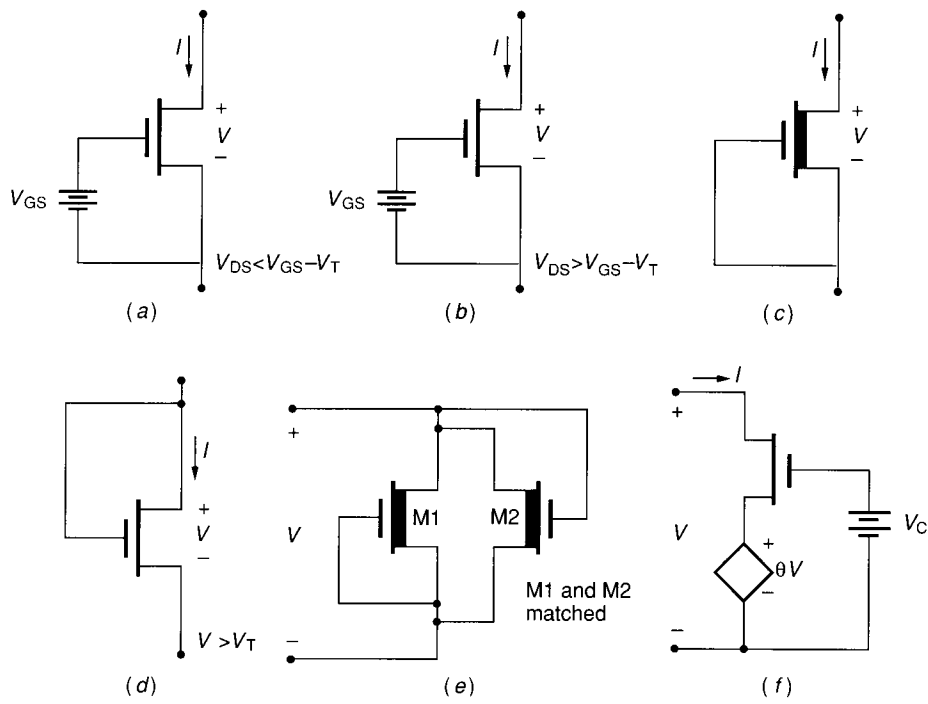 I
I
I
+
V
−
+
V
−
+
V
−
V_GS
V_GS
V_DS<V_GS−V_T
V_DS>V_GS−V_T
(a)
(b)
(c)
I
+
I
+
+
V
−
V
M1
M2
V
V_C
+
θV
−
M1 and M2
matched
V >V_T
−
−
(d)
(e)
(f)